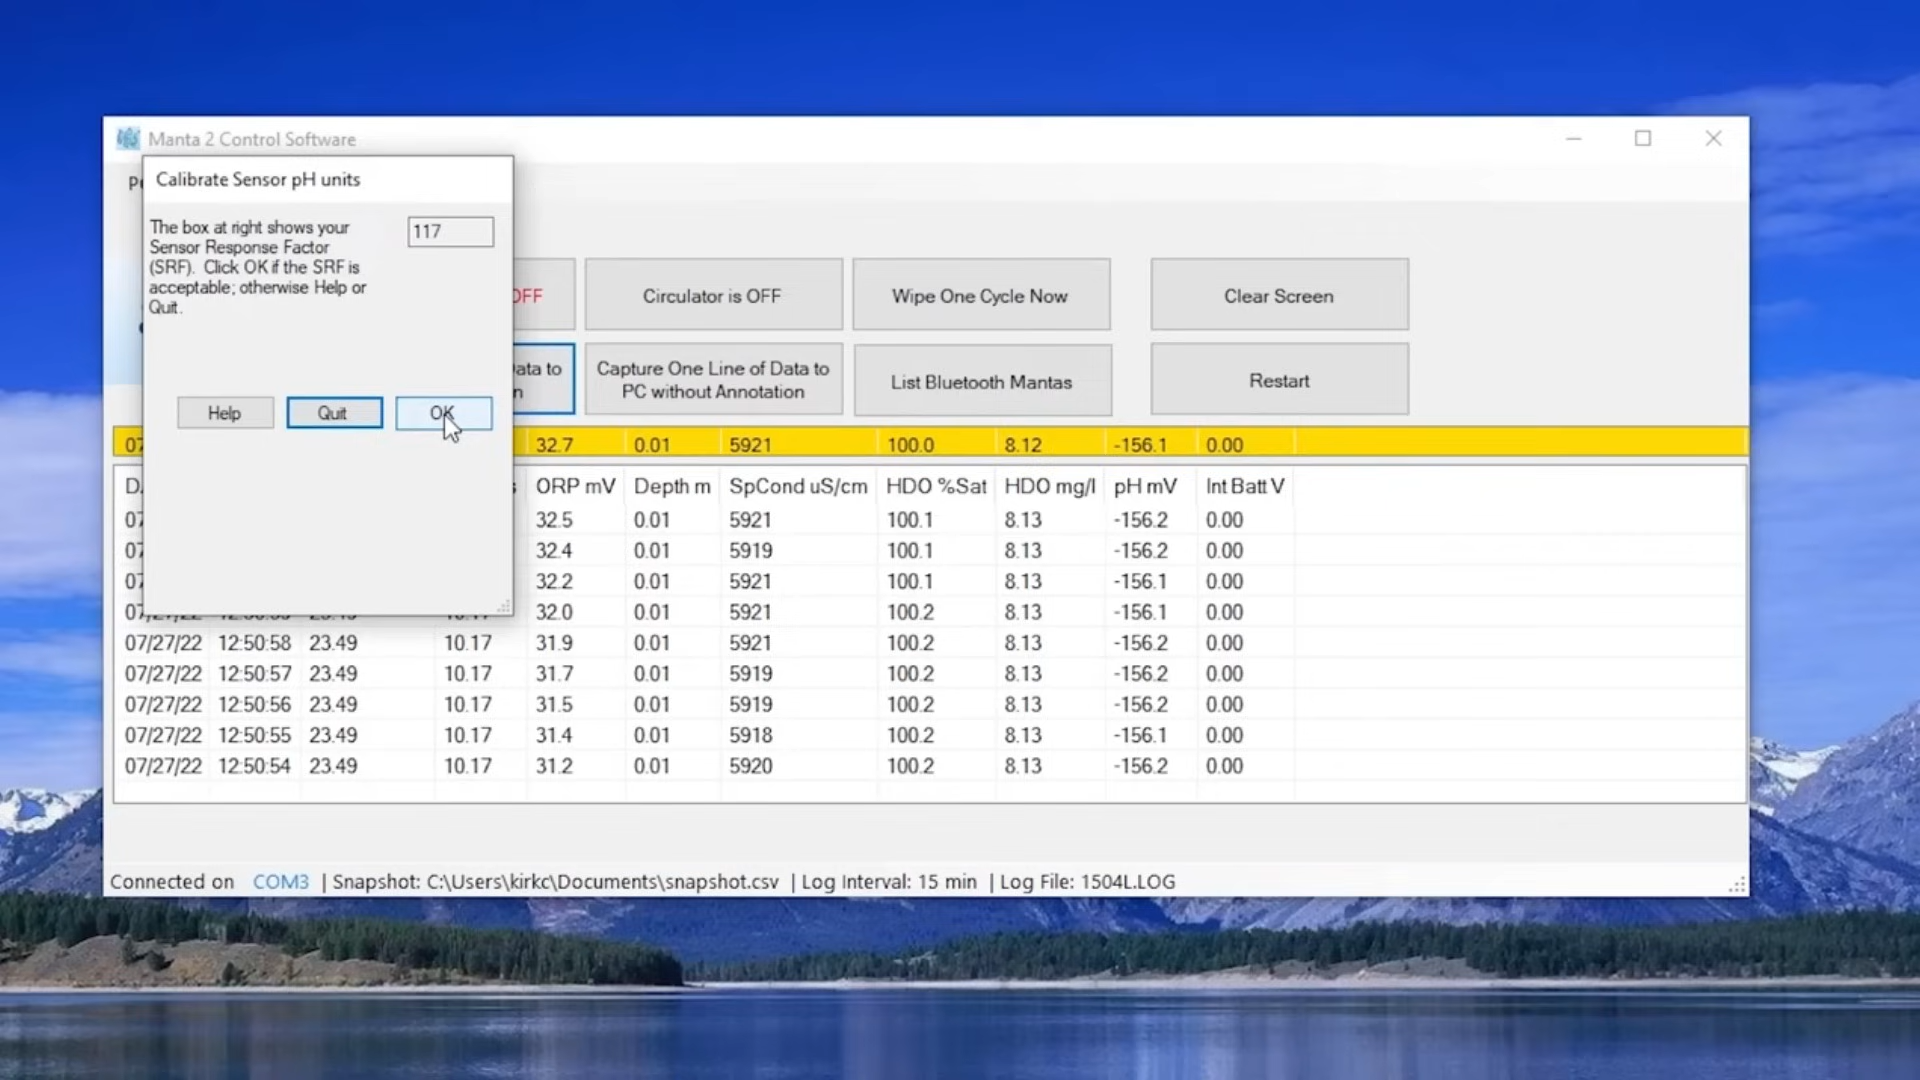 Manta 2 Control Software
Calibrate Sensor pH units
The box at right shows your
Sensor Response Factor
(SRF). Click OK if the SRF is
acceptable; otherwise Help or
Quit.
117
Help Quit OK
OFF Circulator is OFF Wipe One Cycle Now Clear Screen
Capture One Line of Data to
PC without Annotation
List Bluetooth Mantas Restart
32.7 0.01 5921 100.0 8.12 -156.1 0.00
ORP mV Depth m SpCond uS/cm HDO %Sat HDO mg/l pH mV Int Batt V
32.5 0.01 5921 100.1 8.13 -156.2 0.00
32.4 0.01 5919 100.1 8.13 -156.2 0.00
32.2 0.01 5921 100.1 8.13 -156.1 0.00
32.0 0.01 5921 100.2 8.13 -156.1 0.00
07/27/22 12:50:58 23.49 10.17 31.9 0.01 5921 100.2 8.13 -156.2 0.00
07/27/22 12:50:57 23.49 10.17 31.7 0.01 5919 100.2 8.13 -156.2 0.00
07/27/22 12:50:56 23.49 10.17 31.5 0.01 5919 100.2 8.13 -156.2 0.00
07/27/22 12:50:55 23.49 10.17 31.4 0.01 5918 100.2 8.13 -156.1 0.00
07/27/22 12:50:54 23.49 10.17 31.2 0.01 5920 100.2 8.13 -156.2 0.00
Connected on COM3 | Snapshot: C:\Users\kirkc\Documents\snapshot.csv | Log Interval: 15 min | Log File: 1504L.LOG